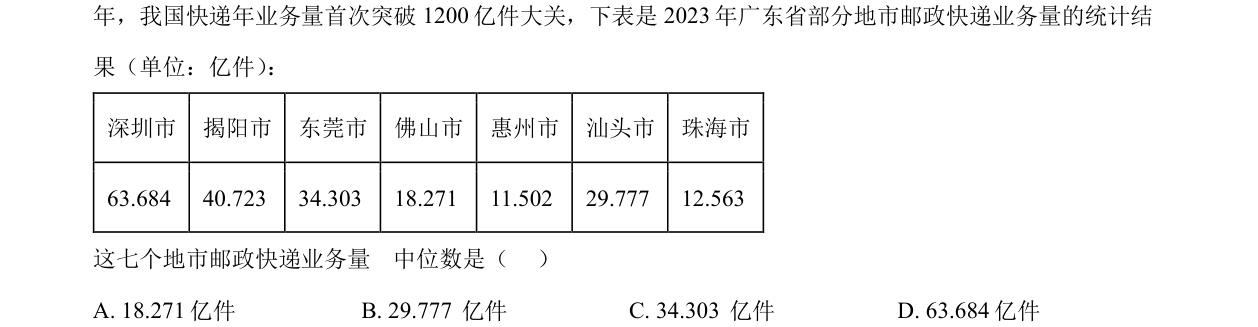 年，我国快递年业务量首次突破 1200 亿件大关，下表是 2023 年广东省部分地市邮政快递业务量的统计结
果（单位：亿件）：
深圳市 揭阳市 东莞市 佛山市 惠州市 汕头市 珠海市
63.684 40.723 34.303 18.271 11.502 29.777 12.563
这七个地市邮政快递业务量 中位数是（ ）
A. 18.271 亿件 B. 29.777 亿件 C. 34.303 亿件 D. 63.684 亿件